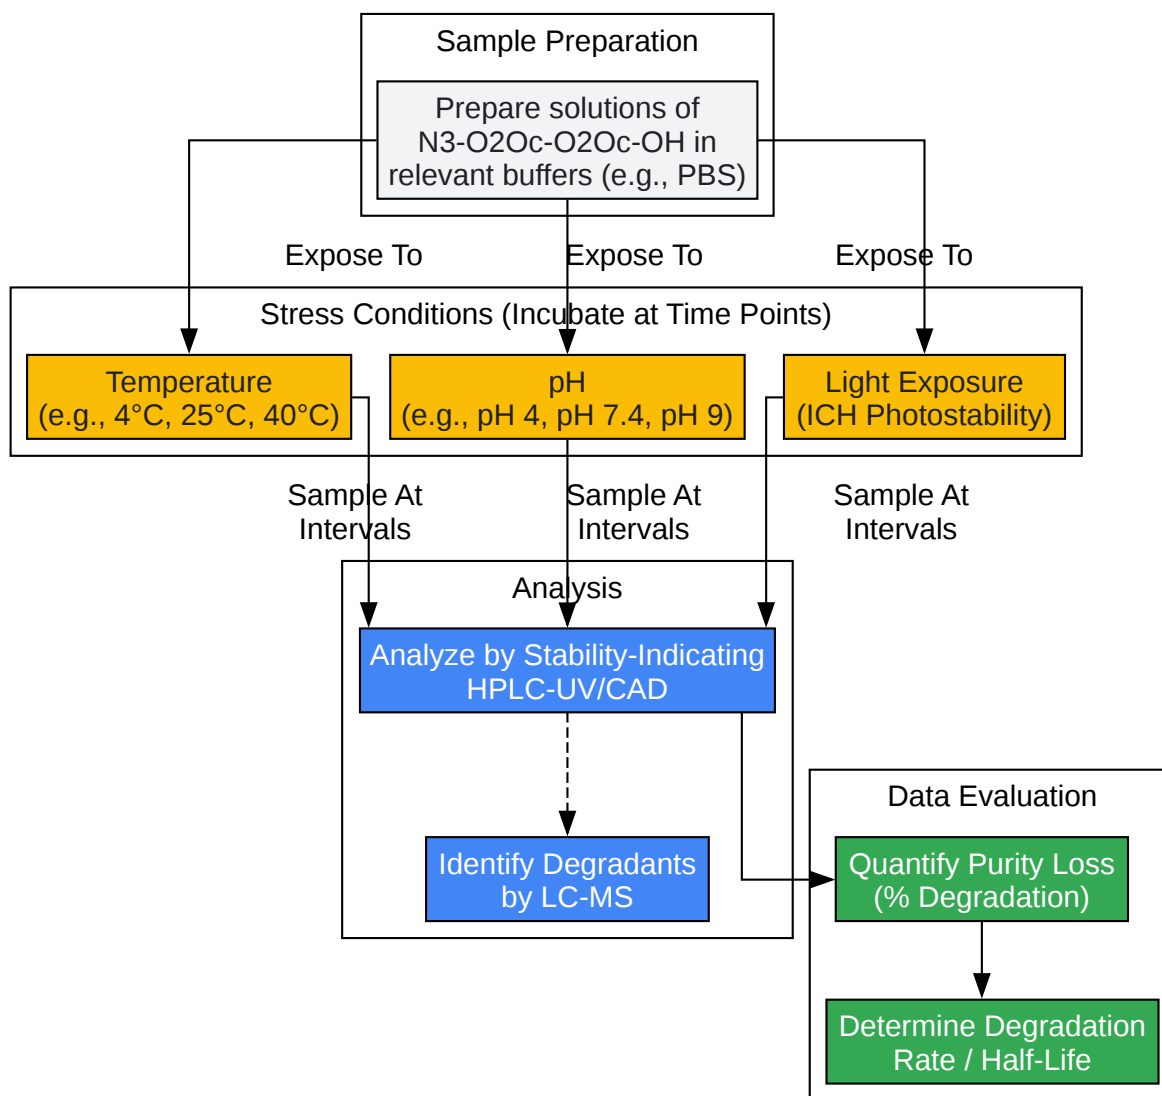 Sample Preparation
Prepare solutions of
N3-O2Oc-O2Oc-OH in
relevant buffers (e.g., PBS)
Expose To
Expose To
Expose To
Stress Conditions (Incubate at Time Points)
Temperature
(e.g., 4°C, 25°C, 40°C)
pH
(e.g., pH 4, pH 7.4, pH 9)
Light Exposure
(ICH Photostability)
Sample At
Intervals
Sample At
Intervals
Sample At
Intervals
Analysis
Analyze by Stability-Indicating
HPLC-UV/CAD
Identify Degradants
by LC-MS
Data Evaluation
Quantify Purity Loss
(% Degradation)
Determine Degradation
Rate / Half-Life